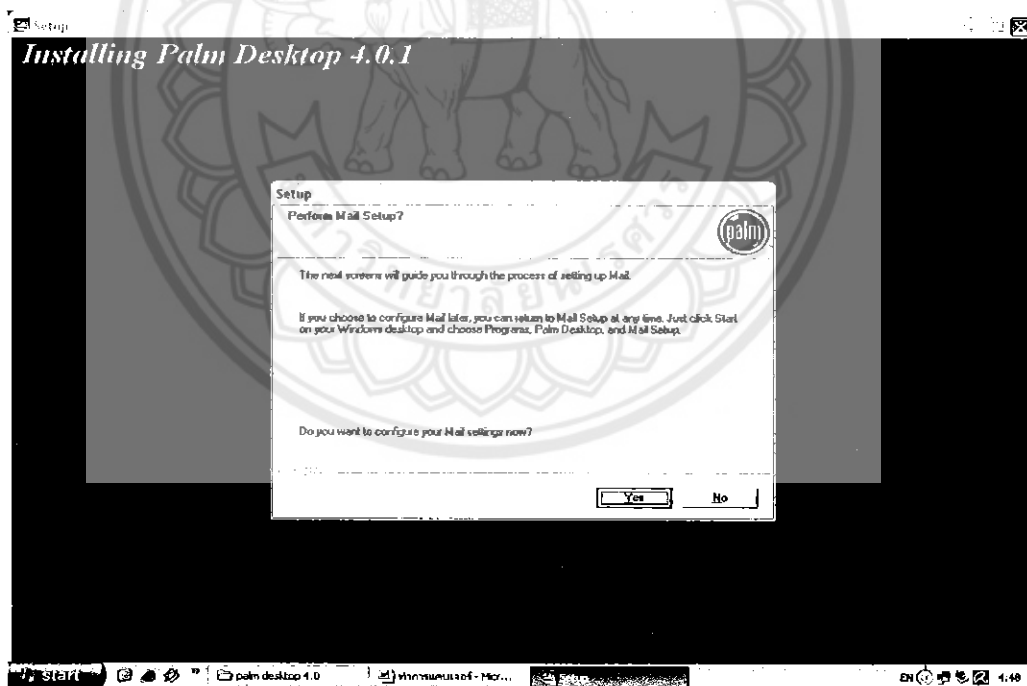 Setup
Installing Palm Desktop 4.0.1
Setup
Perform Mail Setup?
palm
The next screens will guide you through the process of setting up Mail.
If you choose to configure Mail later, you can return to Mail Setup at any time. Just click Start
on your Windows desktop and choose Programs, Palm Desktop, and Mail Setup.
Do you want to configure your Mail settings now?
Yes
No
start
palm desktop 4.0
Setup
EN
4:48